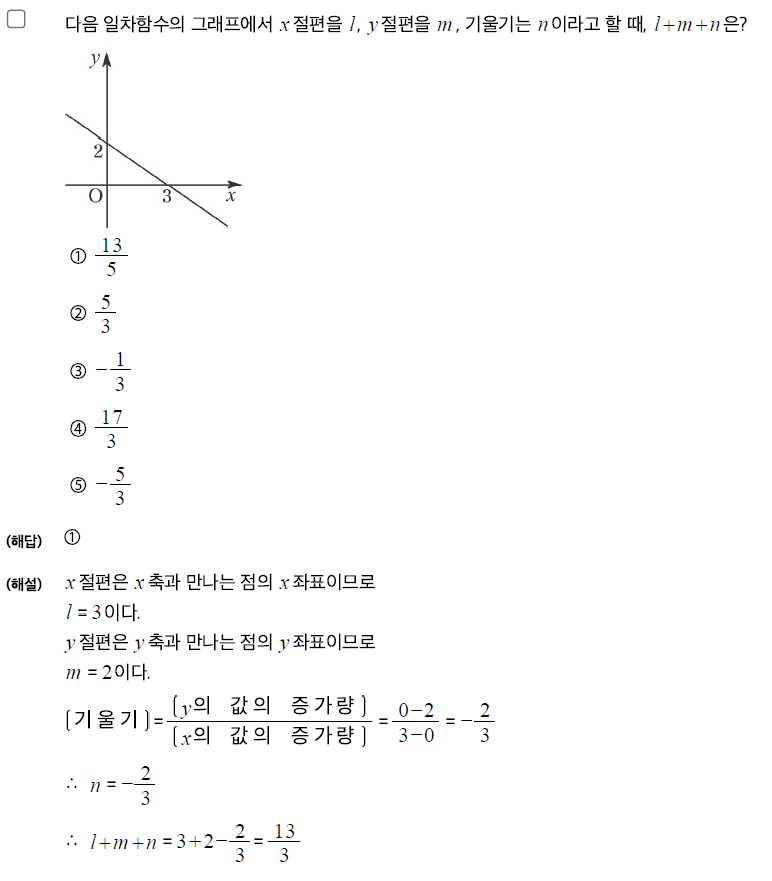 다음 일차함수의 그래프에서 x절편을 l, y절편을 m, 기울기는 n이라고 할 때, l+m+n은?
y
2
O 3 x
① 13/5
② 5/3
③ -1/3
④ 17/3
⑤ -5/3
(해답) ①
(해설) x절편은 x축과 만나는 점의 x좌표이므로
l = 3이다.
y절편은 y축과 만나는 점의 y좌표이므로
m = 2이다.
(기울기) = (y의 값의 증가량)/(x의 값의 증가량) = (0-2)/(3-0) = -2/3
∴ n = -2/3
∴ l+m+n = 3+2-2/3 = 13/3